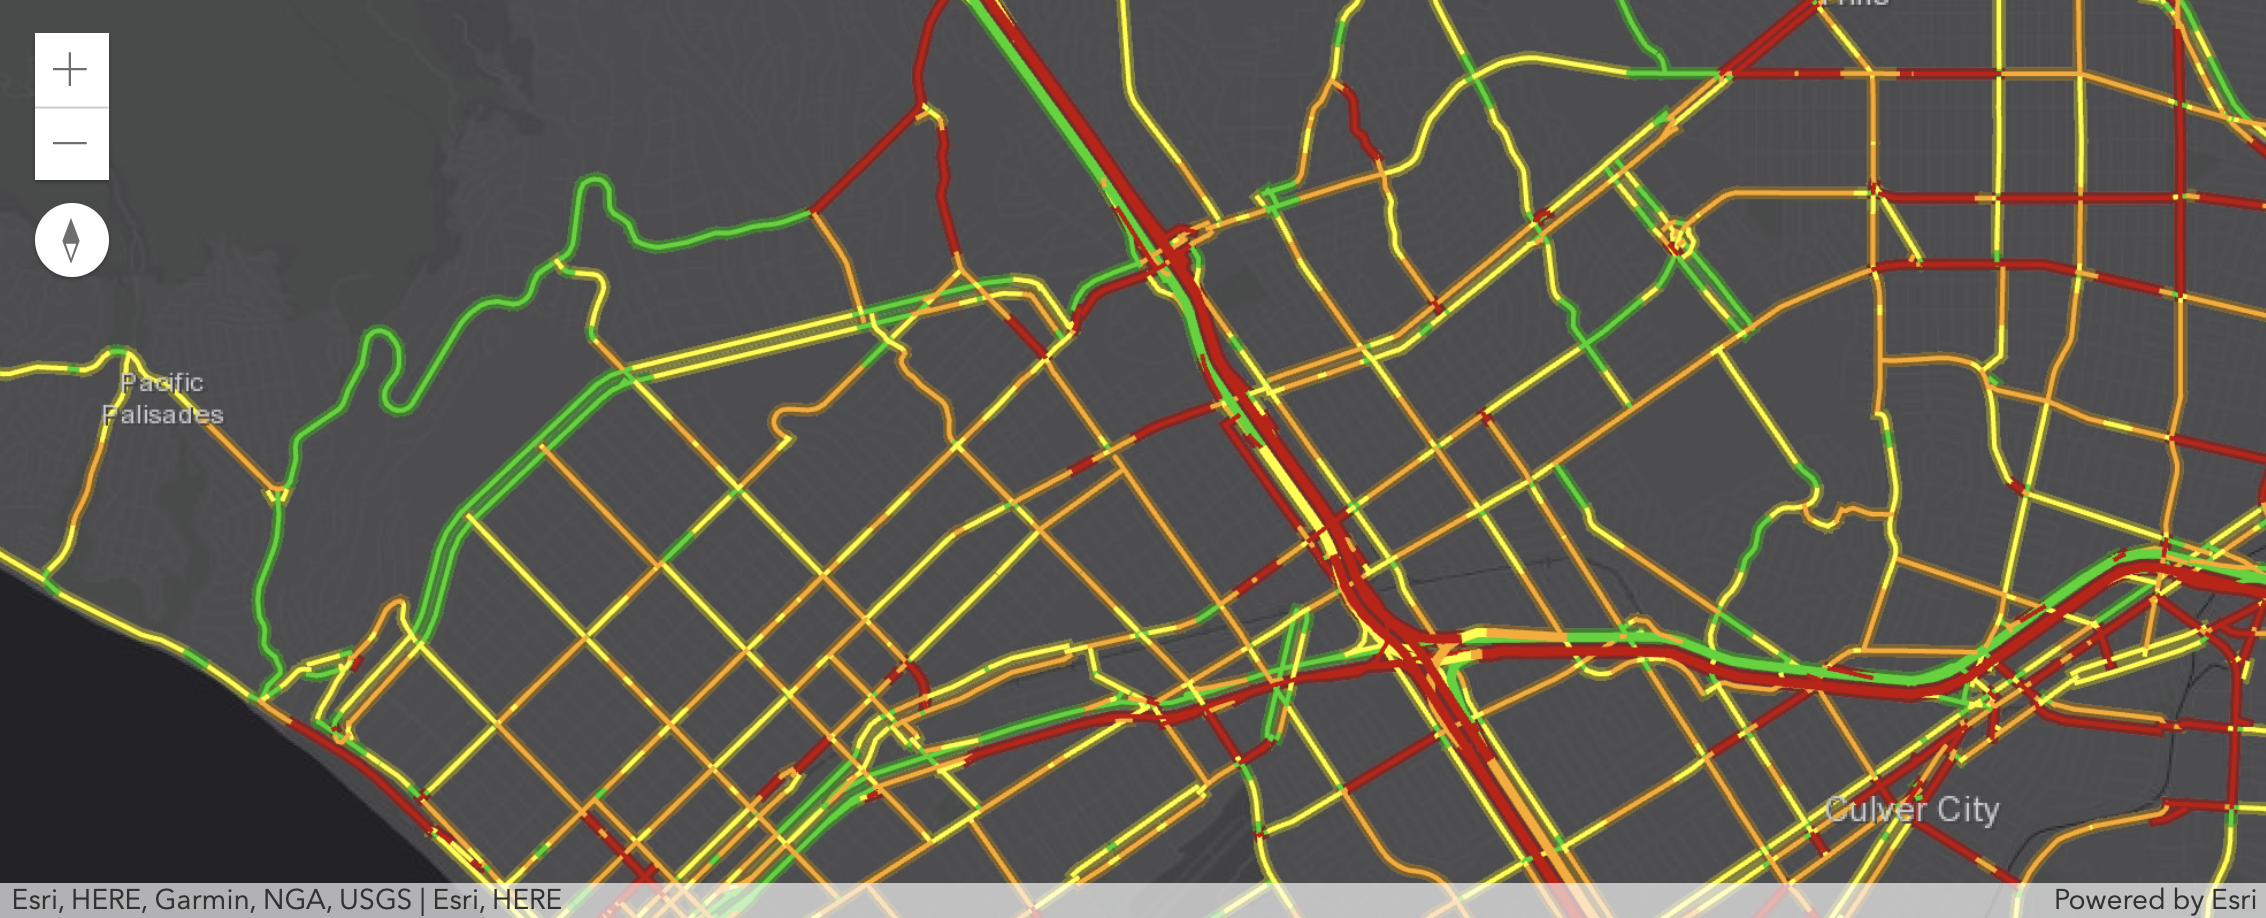 Pacific
Palisades
Culver City
Esri, HERE, Garmin, NGA, USGS | Esri, HERE
Powered by Esri